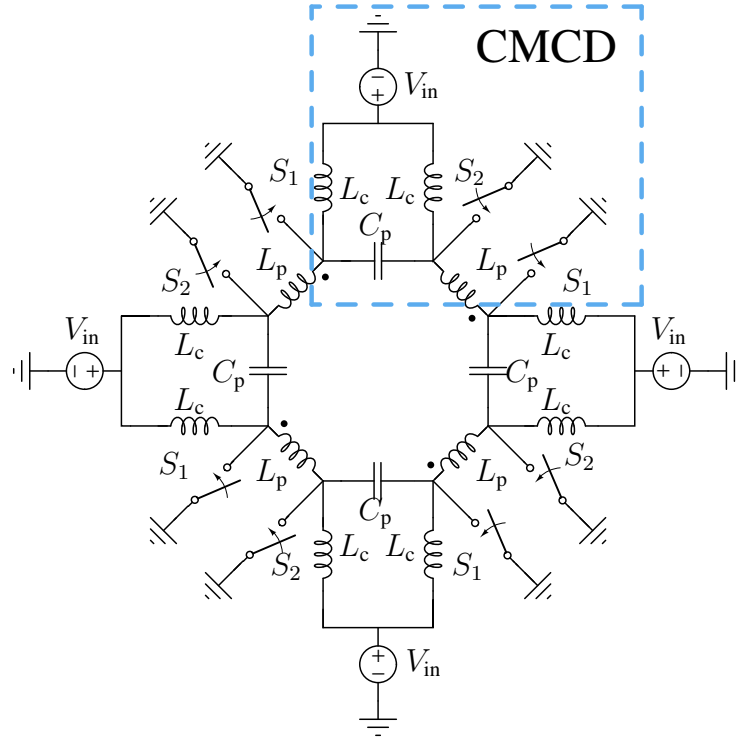 CMCD
− + V_in
S_1 L_c L_c S_2
C_p
S_2 L_p L_p S_1
V_in L_c L_c V_in
− + C_p C_p + −
L_c L_c
S_1 L_p L_p S_2
C_p
S_2 L_c L_c S_1
+ − V_in